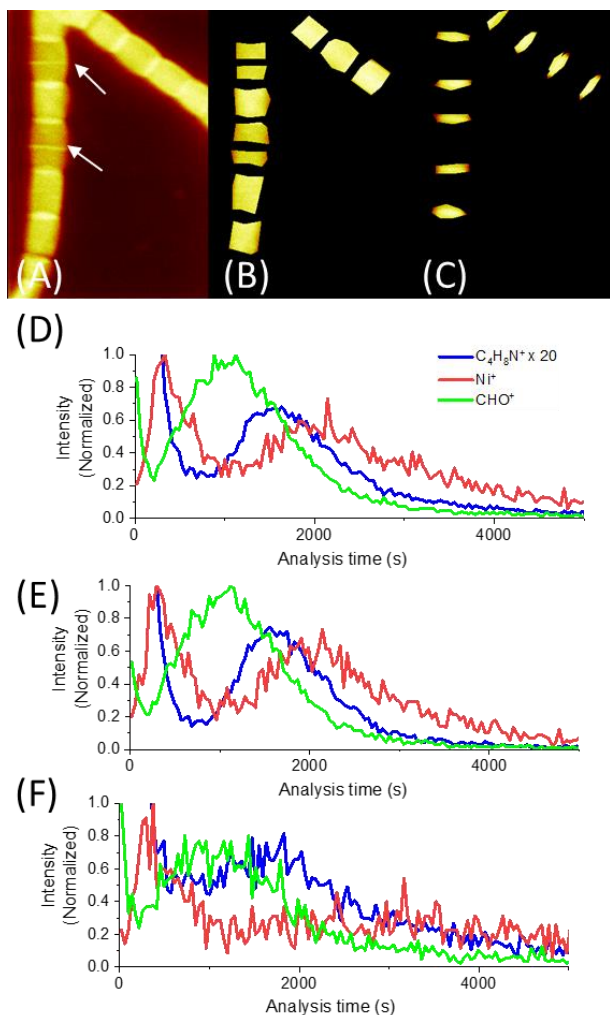 (A)
(B)
(C)
(D)
C₄H₈N⁺ x 20
Ni⁺
CHO⁺
1.0
0.8
0.6
0.4
0.2
0.0
Intensity
(Normalized)
0
2000
4000
Analysis time (s)
(E)
1.0
0.8
0.6
0.4
0.2
0.0
Intensity
(Normalized)
0
2000
4000
Analysis time (s)
(F)
1.0
0.8
0.6
0.4
0.2
0.0
Intensity
(Normalized)
0
2000
4000
Analysis time (s)